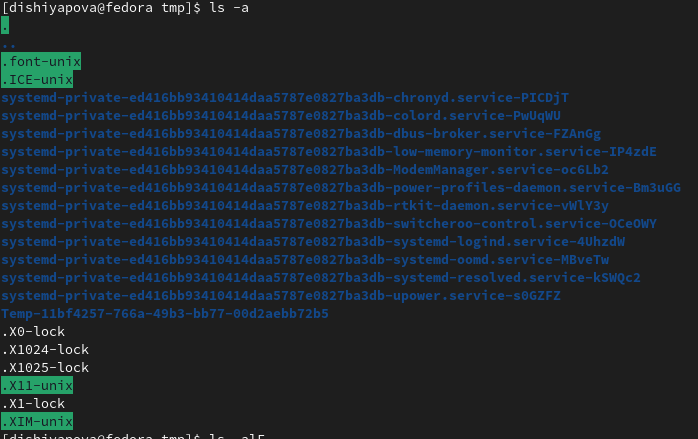 [dishiyapova@fedora tmp]$ ls -a
.
..
.font-unix
.ICE-unix
systemd-private-ed416bb93410414daa5787e0827ba3db-chronyd.service-PICDjT
systemd-private-ed416bb93410414daa5787e0827ba3db-colord.service-PwUqWU
systemd-private-ed416bb93410414daa5787e0827ba3db-dbus-broker.service-FZAnGg
systemd-private-ed416bb93410414daa5787e0827ba3db-low-memory-monitor.service-IP4zdE
systemd-private-ed416bb93410414daa5787e0827ba3db-ModemManager.service-oc6Lb2
systemd-private-ed416bb93410414daa5787e0827ba3db-power-profiles-daemon.service-Bm3uGG
systemd-private-ed416bb93410414daa5787e0827ba3db-rtkit-daemon.service-vWlY3y
systemd-private-ed416bb93410414daa5787e0827ba3db-switcheroo-control.service-OCeOWY
systemd-private-ed416bb93410414daa5787e0827ba3db-systemd-logind.service-4UhzdW
systemd-private-ed416bb93410414daa5787e0827ba3db-systemd-oomd.service-MBveTw
systemd-private-ed416bb93410414daa5787e0827ba3db-systemd-resolved.service-kSWQc2
systemd-private-ed416bb93410414daa5787e0827ba3db-upower.service-s0GZFZ
Temp-11bf4257-766a-49b3-bb77-00d2aebb72b5
.X0-lock
.X1024-lock
.X1025-lock
.X11-unix
.X1-lock
.XIM-unix
[dishiyapova@fedora tmp]$ ls -alF